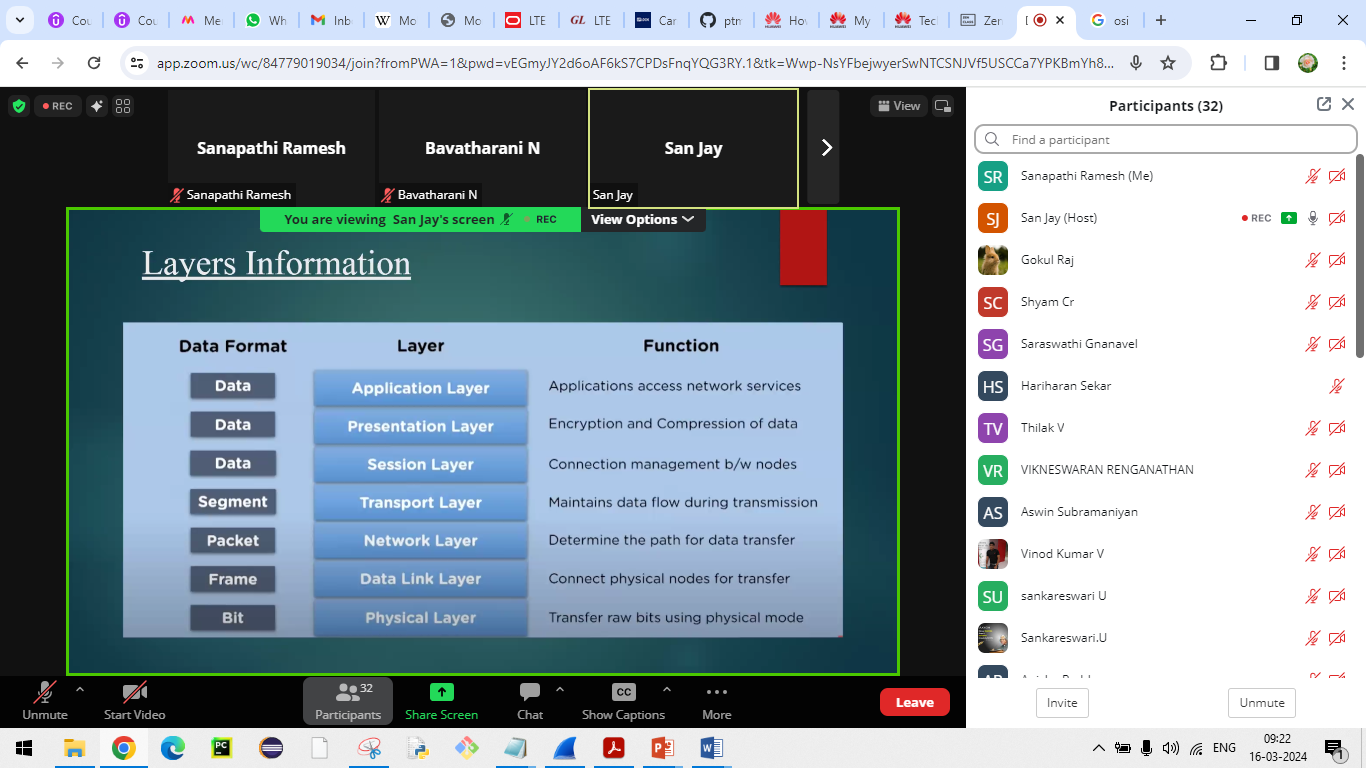 Cou
Cou
Me
Wh
Inb
Mo
Mo
LTE
LTE
Car
ptn
Hov
My
Tec
Zen
osi
app.zoom.us/wc/84779019034/join?fromPWA=1&pwd=vEGmyJY2d6oAF6kS7CPDsFnqYQG3RY.1&tk=Wwp-NsYFbejwyerSwNTCSNJVf5USCCa7YPKBmYh8...
REC
View
Sanapathi Ramesh
Bavatharani N
San Jay
Sanapathi Ramesh
Bavatharani N
San Jay
You are viewing San Jay's screen REC View Options
Layers Information
Data Format Layer Function
Data Application Layer Applications access network services
Data Presentation Layer Encryption and Compression of data
Data Session Layer Connection management b/w nodes
Segment Transport Layer Maintains data flow during transmission
Packet Network Layer Determine the path for data transfer
Frame Data Link Layer Connect physical nodes for transfer
Bit Physical Layer Transfer raw bits using physical mode
Participants (32)
Find a participant
SR Sanapathi Ramesh (Me)
SJ San Jay (Host) REC
Gokul Raj
SC Shyam Cr
SG Saraswathi Gnanavel
HS Hariharan Sekar
TV Thilak V
VR VIKNESWARAN RENGANATHAN
AS Aswin Subramaniyan
Vinod Kumar V
SU sankareswari U
Sankareswari.U
Invite Unmute
Unmute
Start Video
32
Participants
Share Screen
Chat
CC
Show Captions
More
Leave
ENG
09:22
16-03-2024
1